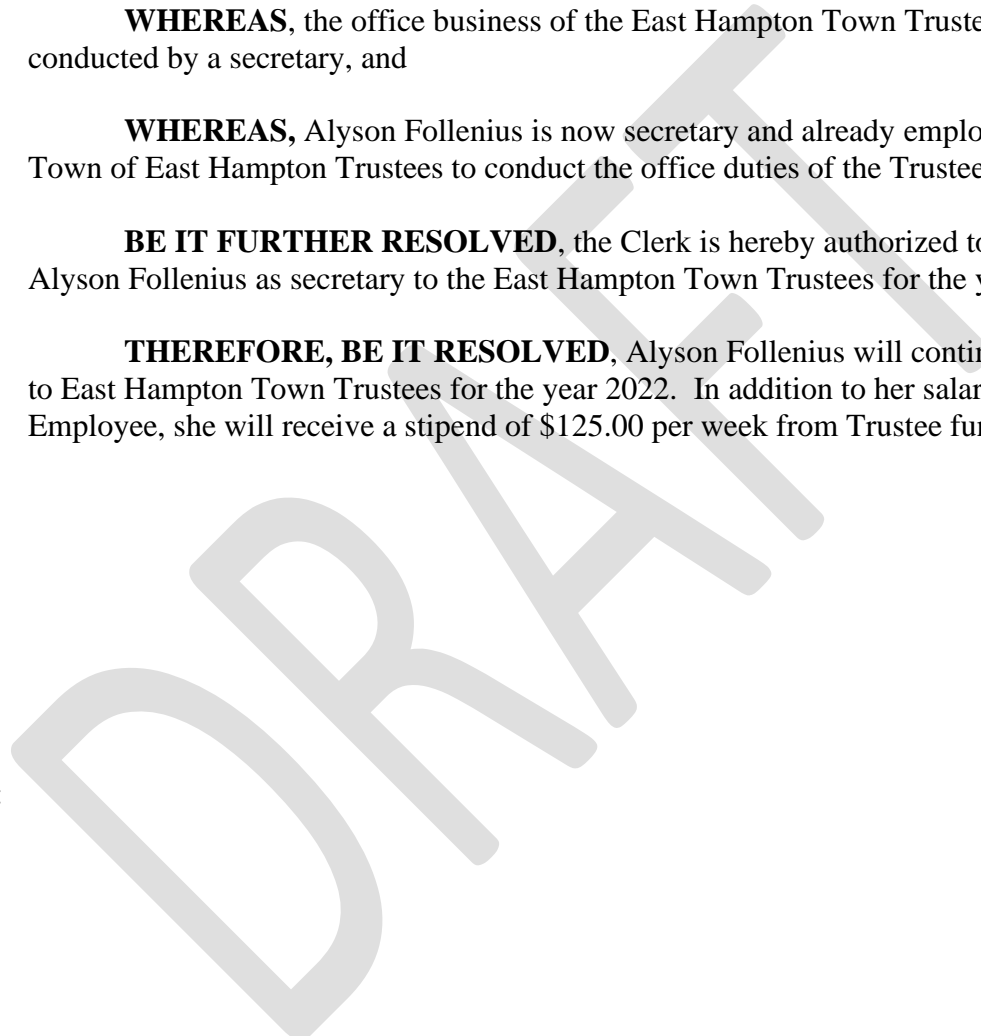 WHEREAS, the office business of the East Hampton Town Truste
conducted by a secretary, and
WHEREAS, Alyson Follenius is now secretary and already emplo
Town of East Hampton Trustees to conduct the office duties of the Trustee
BE IT FURTHER RESOLVED, the Clerk is hereby authorized to
Alyson Follenius as secretary to the East Hampton Town Trustees for the y
THEREFORE, BE IT RESOLVED, Alyson Follenius will contin
to East Hampton Town Trustees for the year 2022. In addition to her salar
Employee, she will receive a stipend of $125.00 per week from Trustee fu
DRAFT